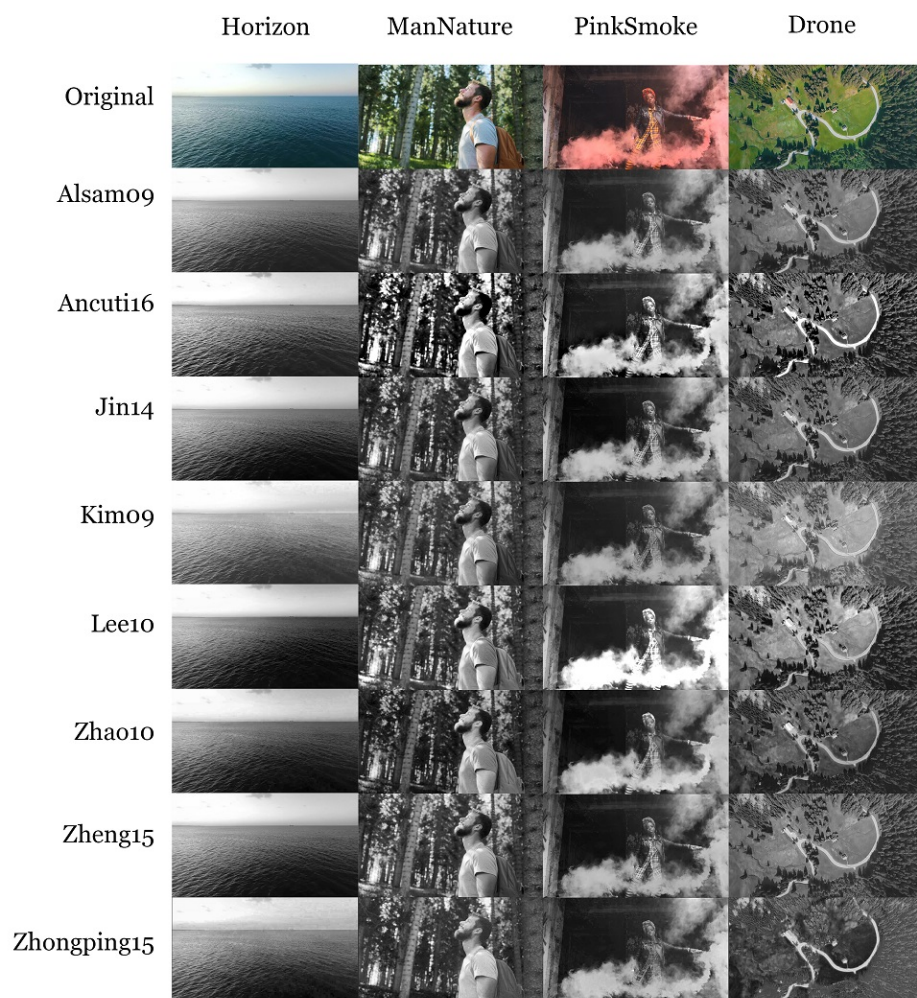 Horizon ManNature PinkSmoke Drone
Original
Alsam09
Ancuti16
Jin14
Kim09
Lee10
Zhao10
Zheng15
Zhongping15